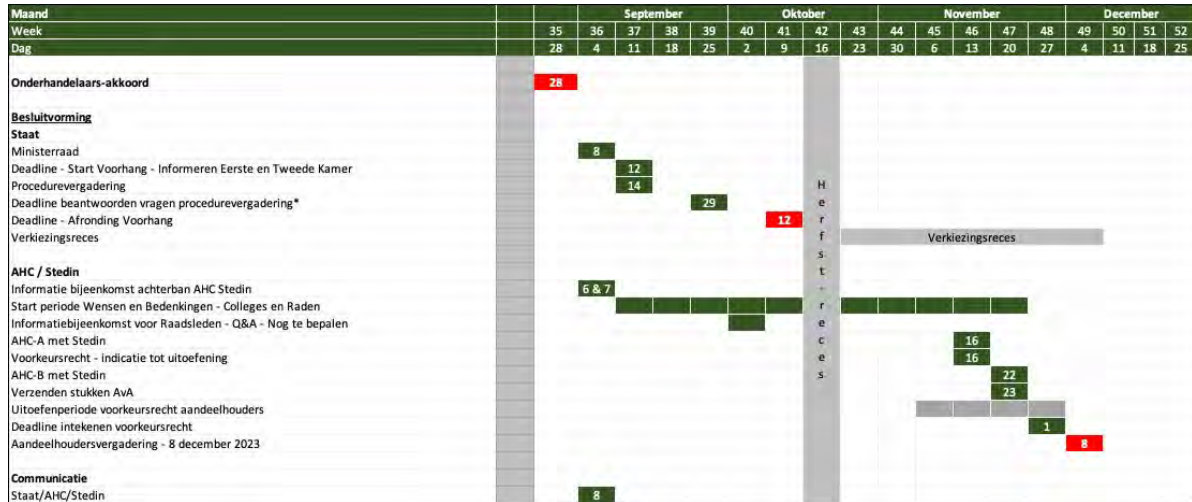 Maand September Oktober November December
Week 35 36 37 38 39 40 41 42 43 44 45 46 47 48 49 50 51 52
Dag 28 4 11 18 25 2 9 16 23 30 6 13 20 27 4 11 18 25
Onderhandelaars-akkoord 28
Besluitvorming
Staat
Ministerraad 8
Deadline - Start Voorhang - Informeren Eerste en Tweede Kamer 12
Procedurevergadering 14
Deadline beantwoorden vragen procedurevergadering* 29
Deadline - Afronding Voorhang 12
Verkiezingsreces Verkiezingsreces
Herfst-reces
AHC / Stedin
Informatie bijeenkomst achterban AHC Stedin 6 & 7
Start periode Wensen en Bedenkingen - Colleges en Raden
Informatiebijeenkomst voor Raadsleden - Q&A - Nog te bepalen
AHC-A met Stedin 16
Voorkeursrecht - indicatie tot uitoefening 16
AHC-B met Stedin 22
Verzenden stukken AvA 23
Uitoefenperiode voorkeursrecht aandeelhouders
Deadline intekenen voorkeursrecht 1
Aandeelhoudersvergadering - 8 december 2023 8
Communicatie
Staat/AHC/Stedin 8